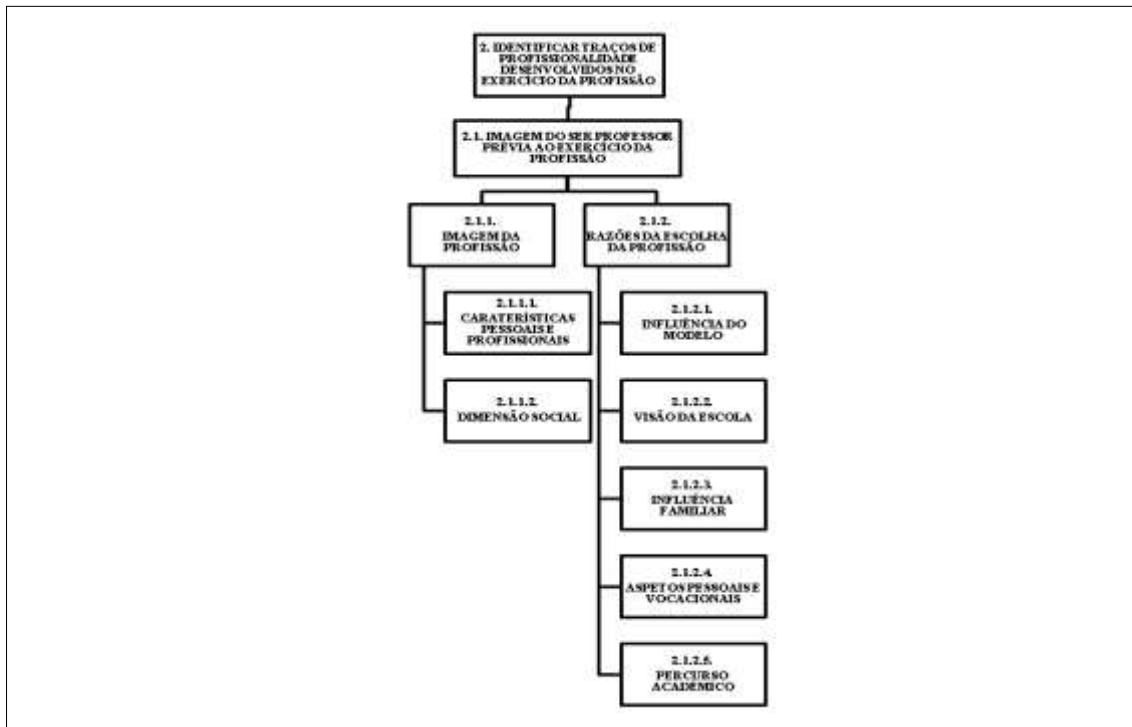 2. IDENTIFICAR TRAÇOS DE
PROFISSIONALIDADE
DESENVOLVIDOS NO
EXERCÍCIO DA PROFISSÃO
2.1. IMAGEM DO SER PROFESSOR
PRÉVIA AO EXERCÍCIO DA
PROFISSÃO
2.1.1.
IMAGEM DA
PROFISSÃO
2.1.1.1.
CARATERÍSTICAS
PESSOAIS E
PROFISSIONAIS
2.1.1.2.
DIMENSÃO SOCIAL
2.1.2.
RAZÕES DA ESCOLHA
DA PROFISSÃO
2.1.2.1.
INFLUÊNCIA DO
MODELO
2.1.2.2.
VISÃO DA ESCOLA
2.1.2.3.
INFLUÊNCIA
FAMILIAR
2.1.2.4.
ASPETOS PESSOAIS E
VOCACIONAIS
2.1.2.5.
PERCURSO
ACADÉMICO